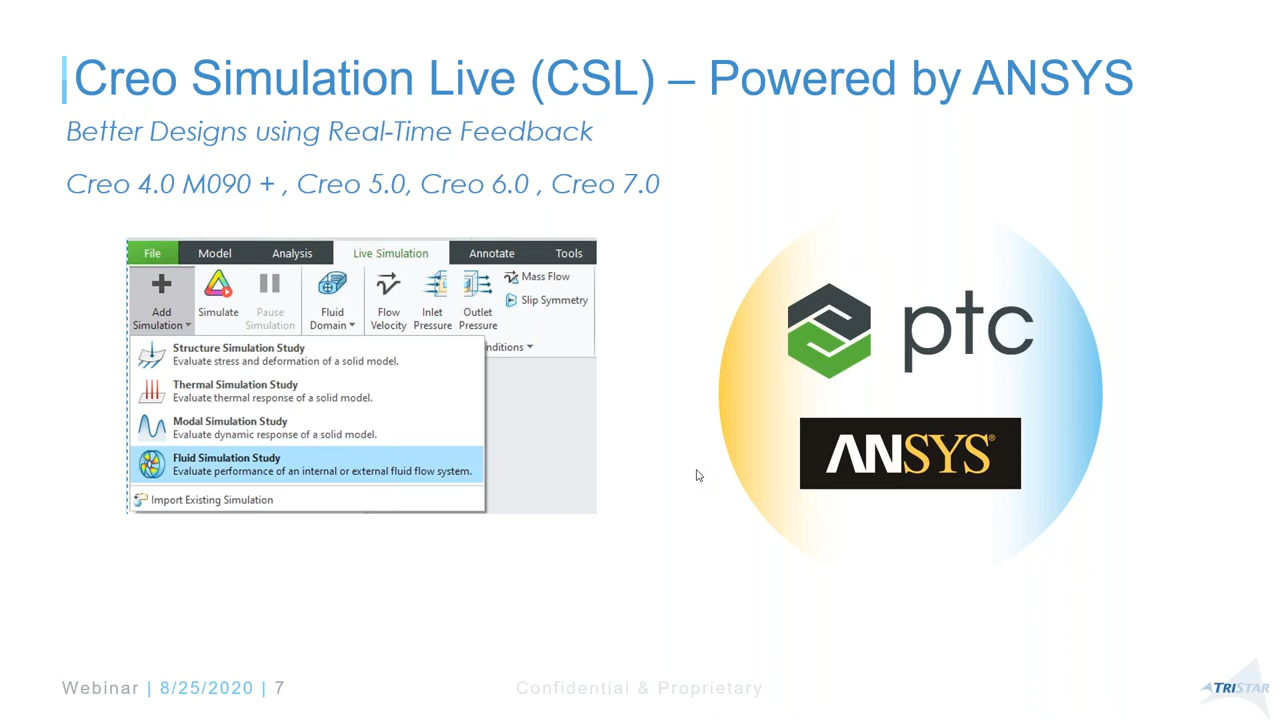 Creo Simulation Live (CSL) – Powered by ANSYS
Better Designs using Real-Time Feedback
Creo 4.0 M090 + , Creo 5.0, Creo 6.0 , Creo 7.0
File Model Analysis Live Simulation Annotate Tools
Add Simulation
Simulate
Pause Simulation
Fluid Domain
Flow Velocity
Inlet Pressure
Outlet Pressure
Mass Flow
Slip Symmetry
nditions
Structure Simulation Study
Evaluate stress and deformation of a solid model.
Thermal Simulation Study
Evaluate thermal response of a solid model.
Modal Simulation Study
Evaluate dynamic response of a solid model.
Fluid Simulation Study
Evaluate performance of an internal or external fluid flow system.
Import Existing Simulation
ptc
ANSYS®
Webinar | 8/25/2020 | 7
Confidential & Proprietary
TRISTAR